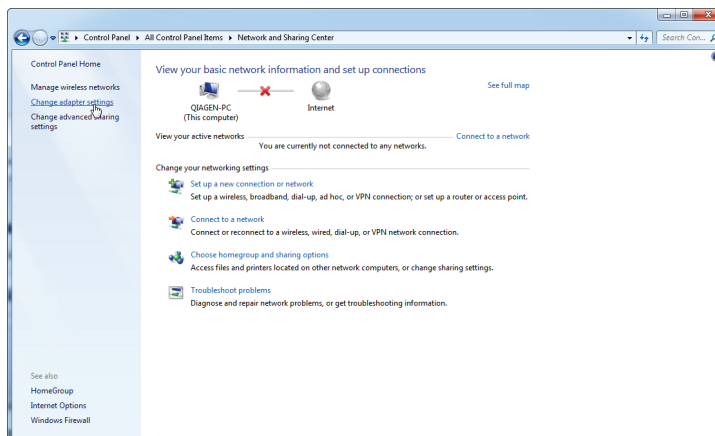 Control Panel ▸ All Control Panel Items ▸ Network and Sharing Center
Search Con...
Control Panel Home
Manage wireless networks
Change adapter settings
Change advanced sharing
settings
View your basic network information and set up connections
See full map
QIAGEN-PC
(This computer)
Internet
View your active networks
Connect to a network
You are currently not connected to any networks.
Change your networking settings
Set up a new connection or network
Set up a wireless, broadband, dial-up, ad hoc, or VPN connection; or set up a router or access point.
Connect to a network
Connect or reconnect to a wireless, wired, dial-up, or VPN network connection.
Choose homegroup and sharing options
Access files and printers located on other network computers, or change sharing settings.
Troubleshoot problems
Diagnose and repair network problems, or get troubleshooting information.
See also
HomeGroup
Internet Options
Windows Firewall